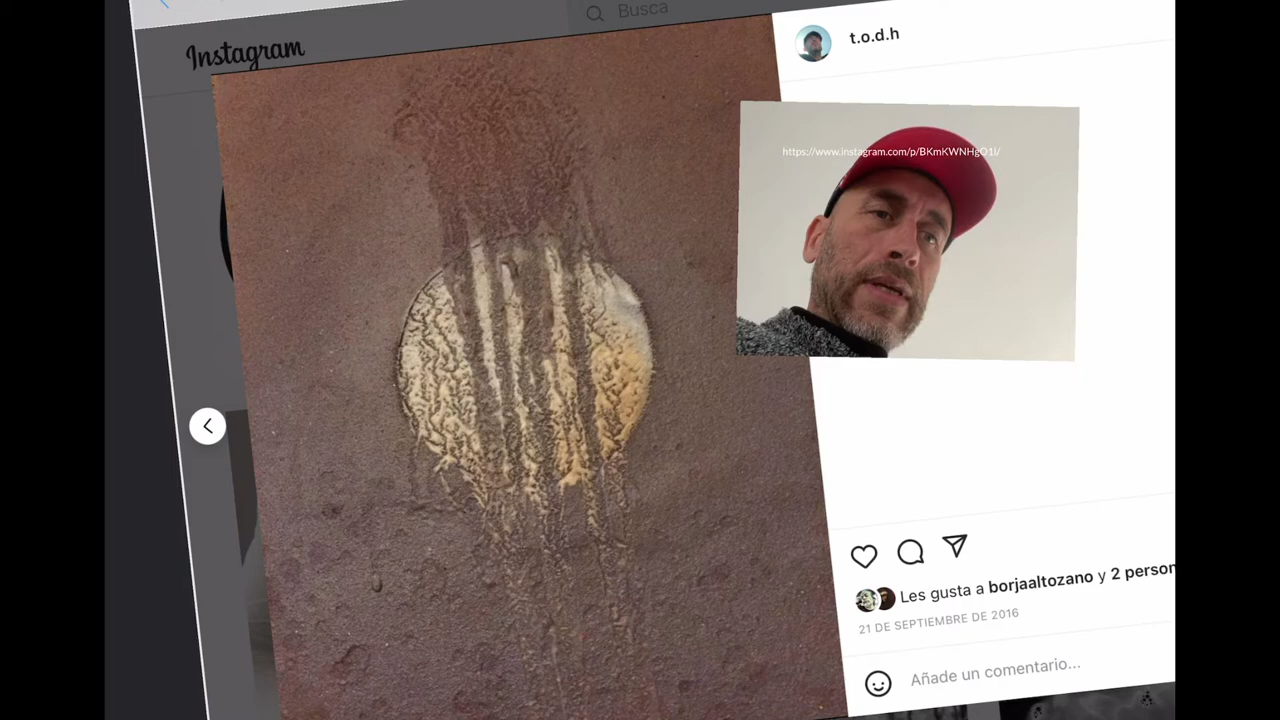 Busca
Instagram
t.o.d.h
https://www.instagram.com/p/BKmKWNHgO1l/
Les gusta a borjaaltozano y 2 person
21 DE SEPTIEMBRE DE 2016
Añade un comentario...